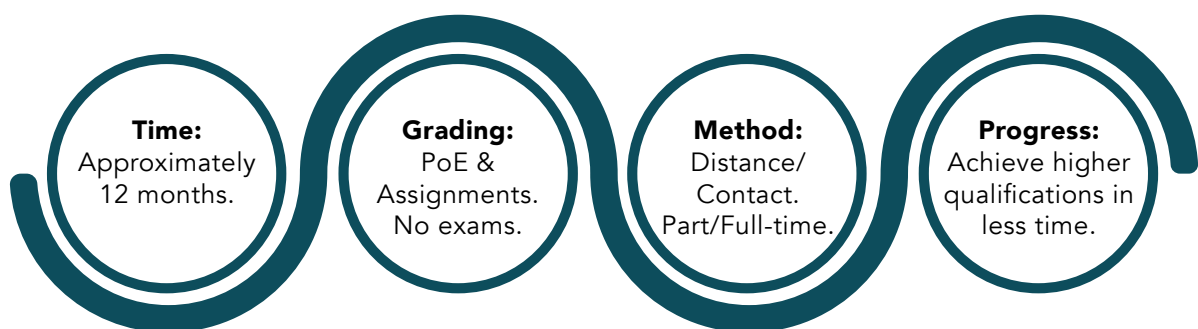 Time:
Approximately
12 months.
Grading:
PoE &
Assignments.
No exams.
Method:
Distance/
Contact.
Part/Full-time.
Progress:
Achieve higher
qualifications in
less time.